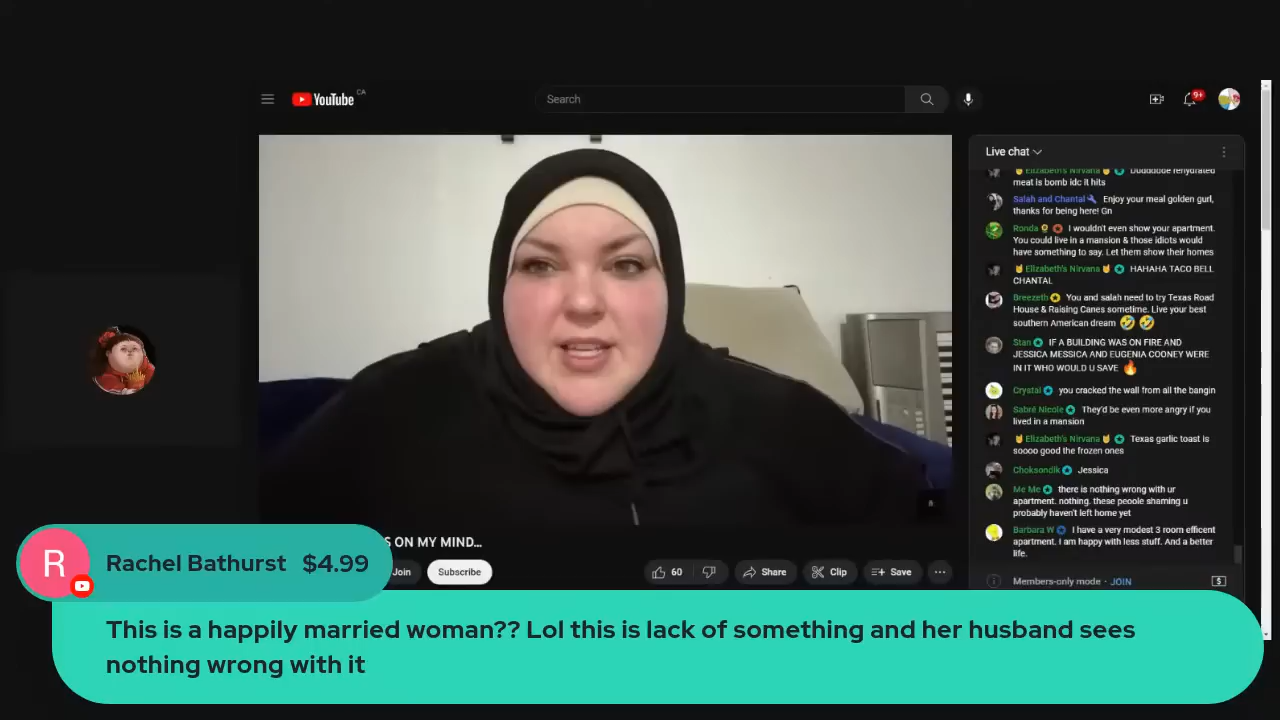 YouTube CA
Search
9+
Live chat
Elizabeth's Nirvana Duddddde rehydrated
meat is bomb idc it hits
Salah and Chantal Enjoy your meal golden gurl,
thanks for being here! Gn
Ronda I wouldn't even show your apartment.
You could live in a mansion & those idiots would
have something to say. Let them show their homes
Elizabeth's Nirvana HAHAHA TACO BELL
CHANTAL
Breezeth You and salah need to try Texas Road
House & Raising Canes sometime. Live your best
southern American dream
Stan IF A BUILDING WAS ON FIRE AND
JESSICA MESSICA AND EUGENIA COONEY WERE
IN IT WHO WOULD U SAVE
Crystal you cracked the wall from all the bangin
Sabré Nicole They'd be even more angry if you
lived in a mansion
Elizabeth's Nirvana Texas garlic toast is
soooo good the frozen ones
Choksondik Jessica
Me Me there is nothing wrong with ur
apartment. nothing. these peoole shaming u
probably haven't left home yet
Barbara W I have a very modest 3 room efficent
apartment. I am happy with less stuff. And a better
life.
Members-only mode · JOIN
S ON MY MIND...
Join
Subscribe
60
Share
Clip
Save
R
Rachel Bathurst $4.99
This is a happily married woman?? Lol this is lack of something and her husband sees
nothing wrong with it